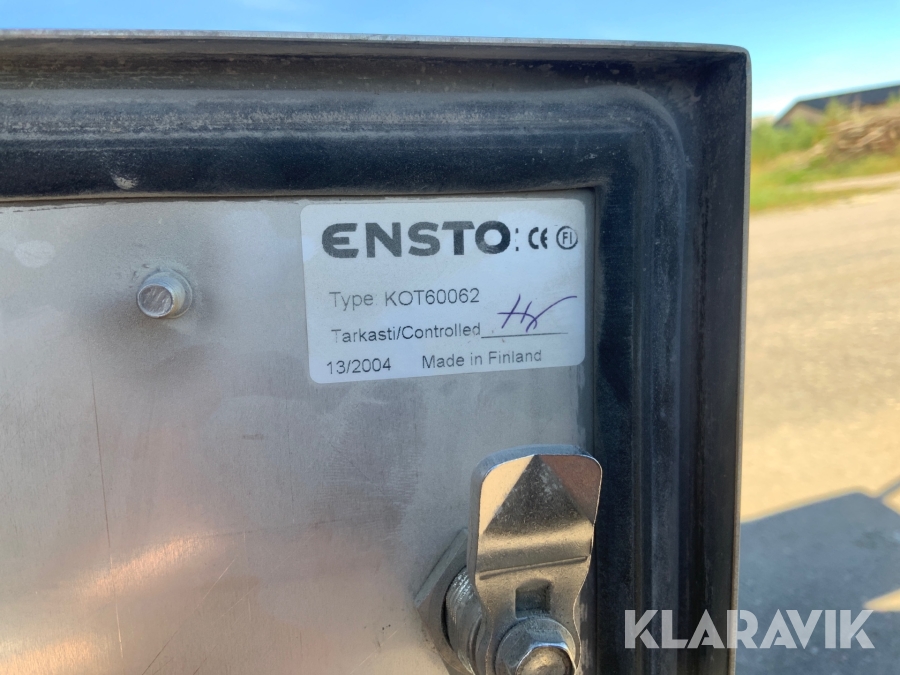 ENSTO: CE FI
Type KOT60062
Tarkasti/Controlled
13/2004 Made in Finland
KLARAVIK